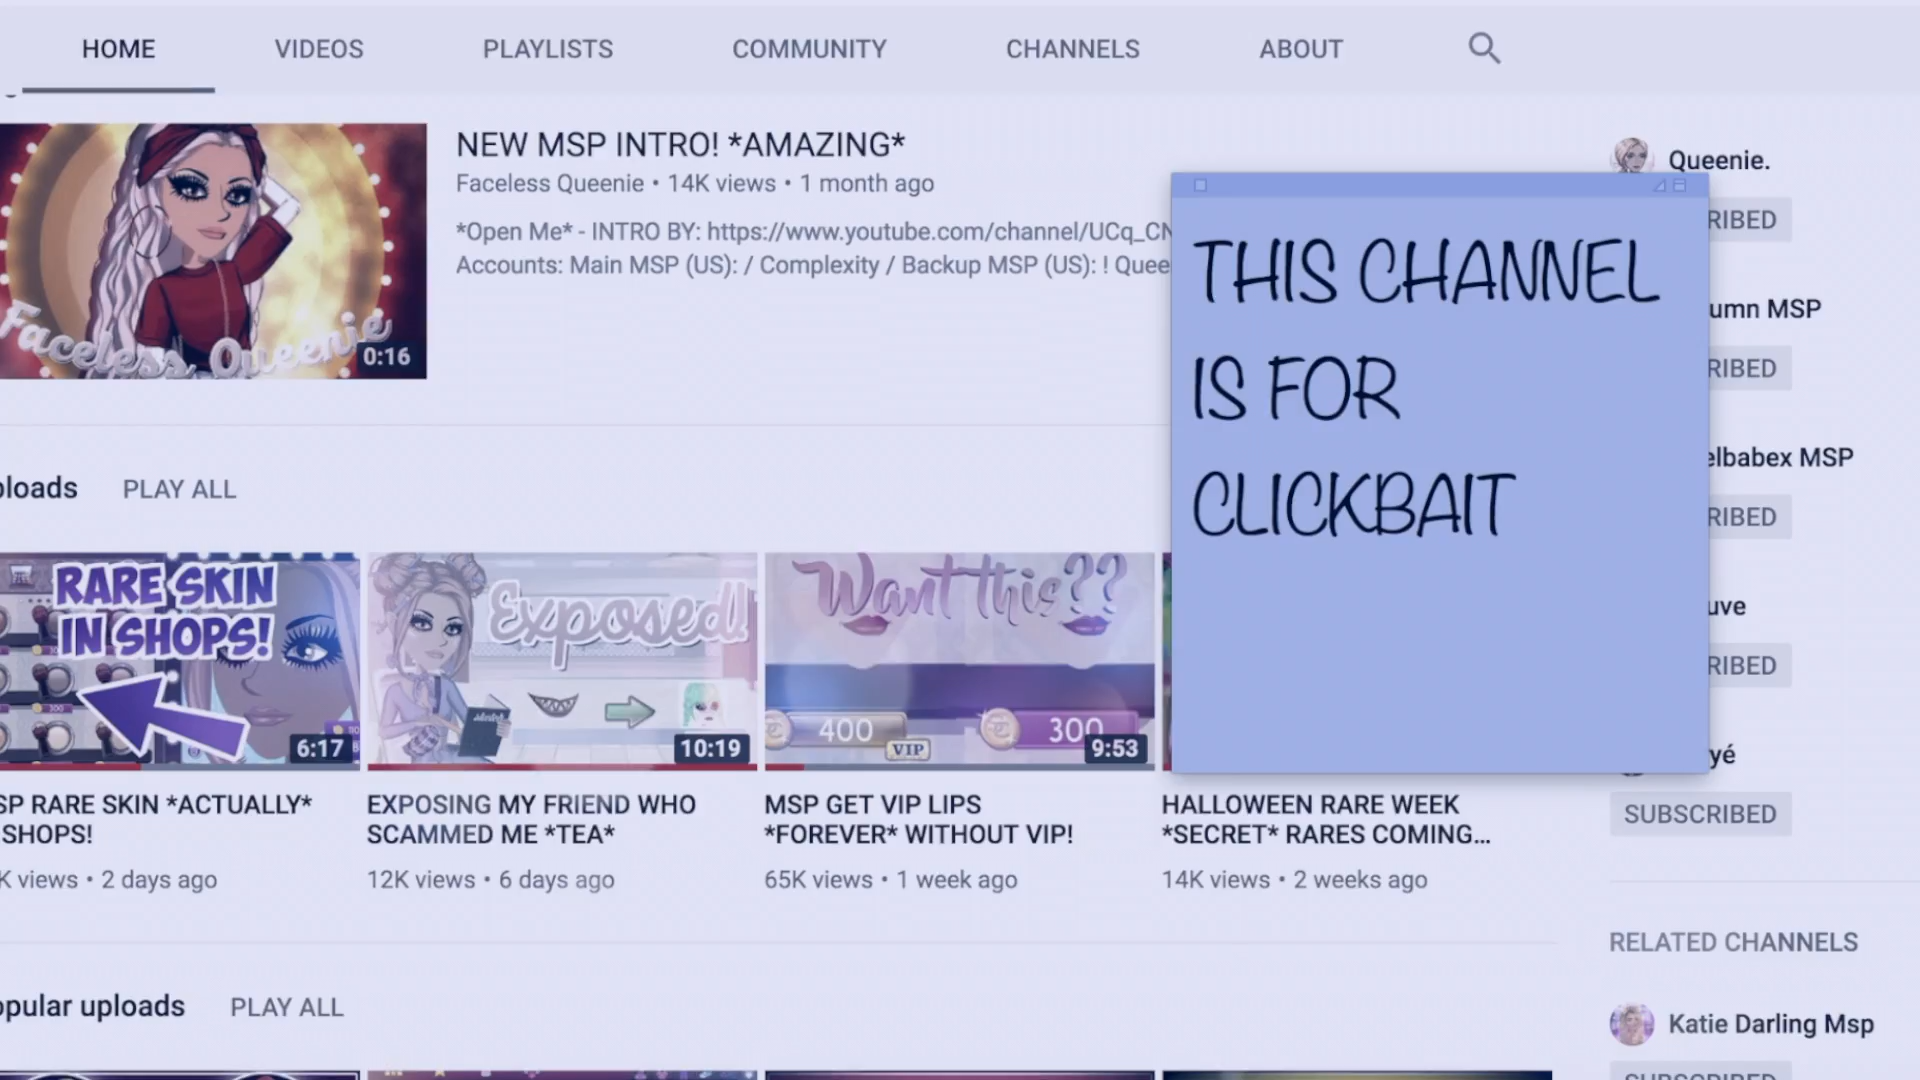 HOME VIDEOS PLAYLISTS COMMUNITY CHANNELS ABOUT
Faceless Queenie
0:16
NEW MSP INTRO! *AMAZING*
Faceless Queenie • 14K views • 1 month ago
*Open Me* - INTRO BY: https://www.youtube.com/channel/UCq_CN
Accounts: Main MSP (US): / Complexity / Backup MSP (US): ! Quee
THIS CHANNEL
IS FOR
CLICKBAIT
Queenie.
RIBED
umn MSP
RIBED
elbabex MSP
RIBED
uve
RIBED
yé
SUBSCRIBED
ploads PLAY ALL
RARE SKIN
IN SHOPS!
300
6:17
SP RARE SKIN *ACTUALLY*
SHOPS!
K views • 2 days ago
Exposed!
10:19
EXPOSING MY FRIEND WHO
SCAMMED ME *TEA*
12K views • 6 days ago
Want this??
400
VIP
300
9:53
MSP GET VIP LIPS
*FOREVER* WITHOUT VIP!
65K views • 1 week ago
HALLOWEEN RARE WEEK
*SECRET* RARES COMING...
14K views • 2 weeks ago
RELATED CHANNELS
Katie Darling Msp
SUBSCRIBED
opular uploads PLAY ALL